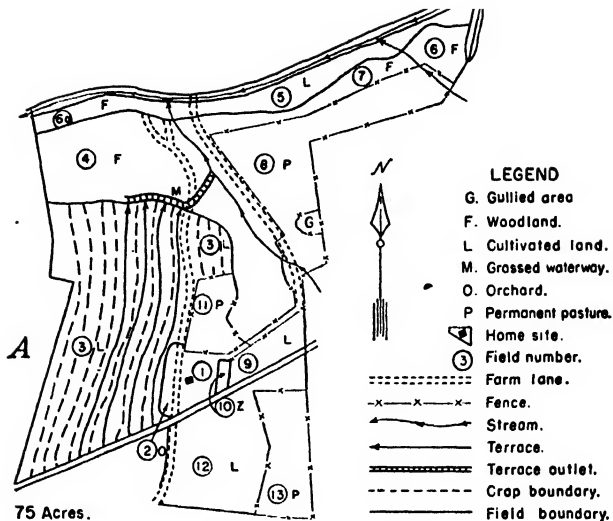 6 F
7
F
L
5
F
6a
4 F
8 P
M
G
3 L
11 P
N
LEGEND
G. Gullied area
F. Woodland.
L. Cultivated land.
M. Grassed waterway.
O. Orchard.
P Permanent pasture.
Home site.
3 Field number.
Farm lane.
Fence.
Stream.
Terrace.
Terrace outlet.
Crop boundary.
Field boundary.
A
3 L
L
1 9
10 Z
2 O
12 L
13 P
75 Acres.